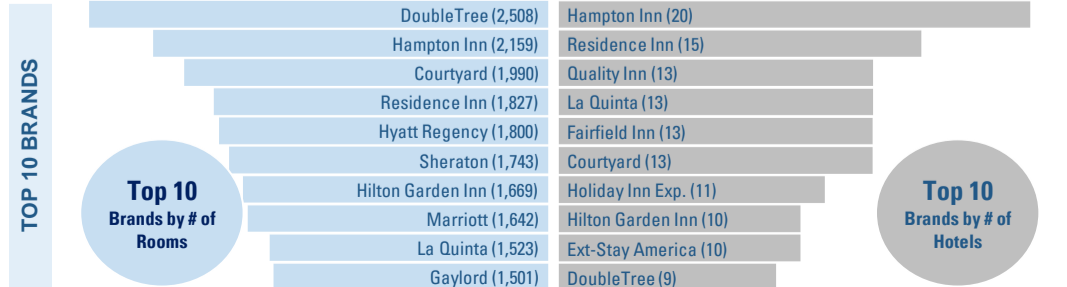 TOP 10 BRANDS
DoubleTree (2,508)
Hampton Inn (2,159)
Courtyard (1,990)
Residence Inn (1,827)
Hyatt Regency (1,800)
Sheraton (1,743)
Hilton Garden Inn (1,669)
Marriott (1,642)
La Quinta (1,523)
Gaylord (1,501)
Top 10
Brands by # of
Rooms
Hampton Inn (20)
Residence Inn (15)
Quality Inn (13)
La Quinta (13)
Fairfield Inn (13)
Courtyard (13)
Holiday Inn Exp. (11)
Hilton Garden Inn (10)
Ext-Stay America (10)
DoubleTree (9)
Top 10
Brands by # of
Hotels